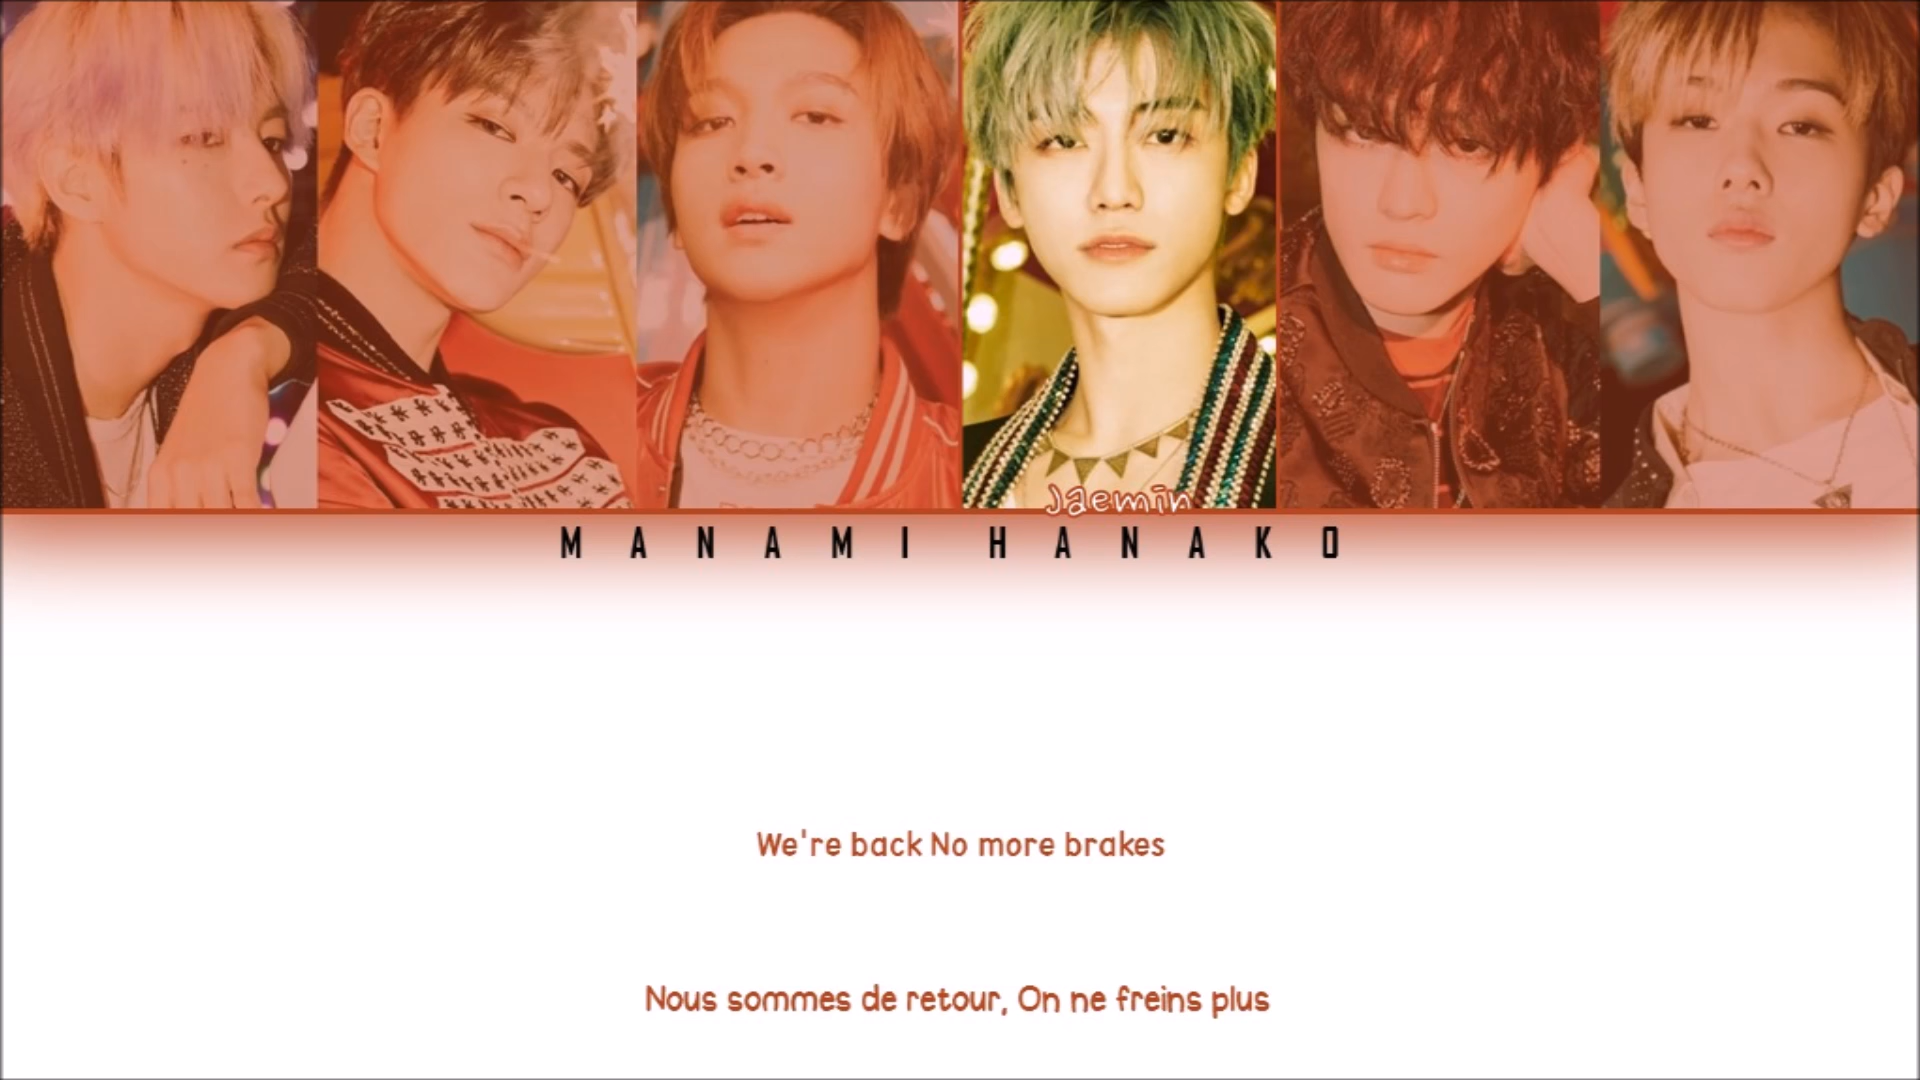 Jaemin
MANAMI HANAKO
We're back No more brakes
Nous sommes de retour, On ne freins plus